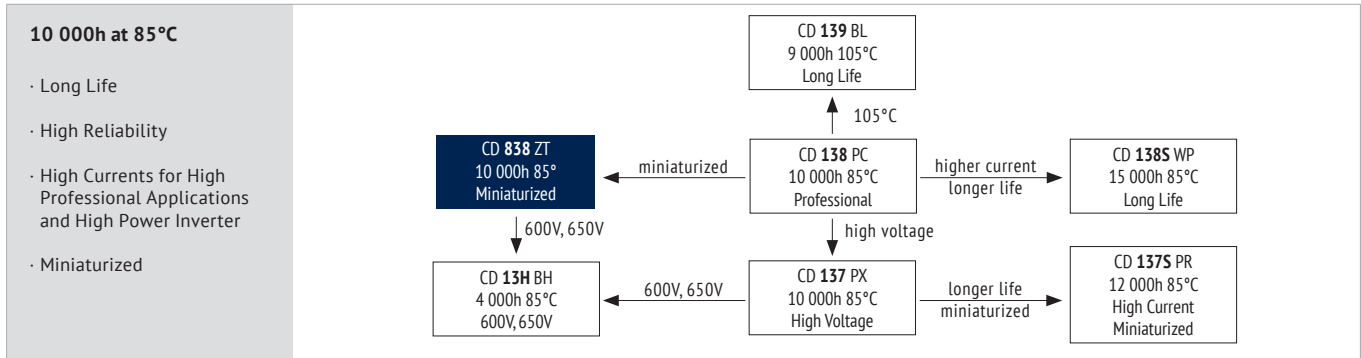 10 000h at 85°C
· Long Life
· High Reliability
· High Currents for High
Professional Applications
and High Power Inverter
· Miniaturized
CD 139 BL
9 000h 105°C
Long Life
105°C
CD 838 ZT
10 000h 85°
Miniaturized
miniaturized
CD 138 PC
10 000h 85°C
Professional
higher current
longer life
CD 138S WP
15 000h 85°C
Long Life
600V, 650V
high voltage
CD 13H BH
4 000h 85°C
600V, 650V
600V, 650V
CD 137 PX
10 000h 85°C
High Voltage
longer life
miniaturized
CD 137S PR
12 000h 85°C
High Current
Miniaturized